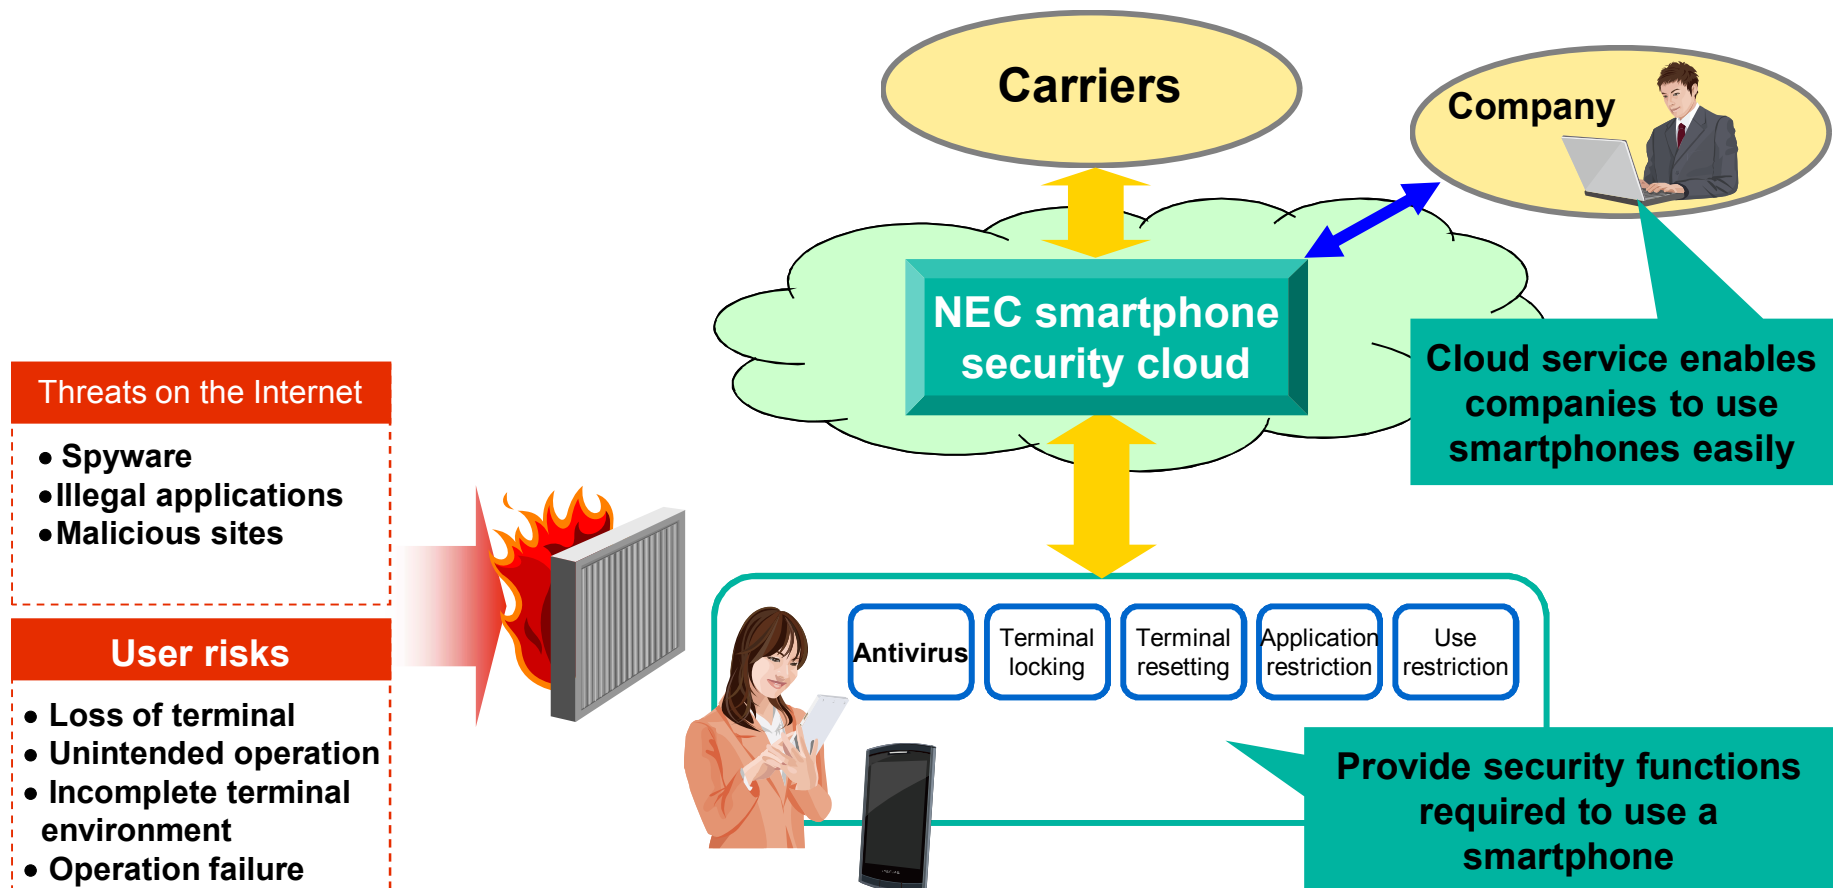 Carriers
Company
NEC smartphone
security cloud
Cloud service enables
companies to use
smartphones easily
Threats on the Internet
• Spyware
• Illegal applications
• Malicious sites
User risks
• Loss of terminal
• Unintended operation
• Incomplete terminal
environment
• Operation failure
Antivirus
Terminal
locking
Terminal
resetting
Application
restriction
Use
restriction
Provide security functions
required to use a
smartphone